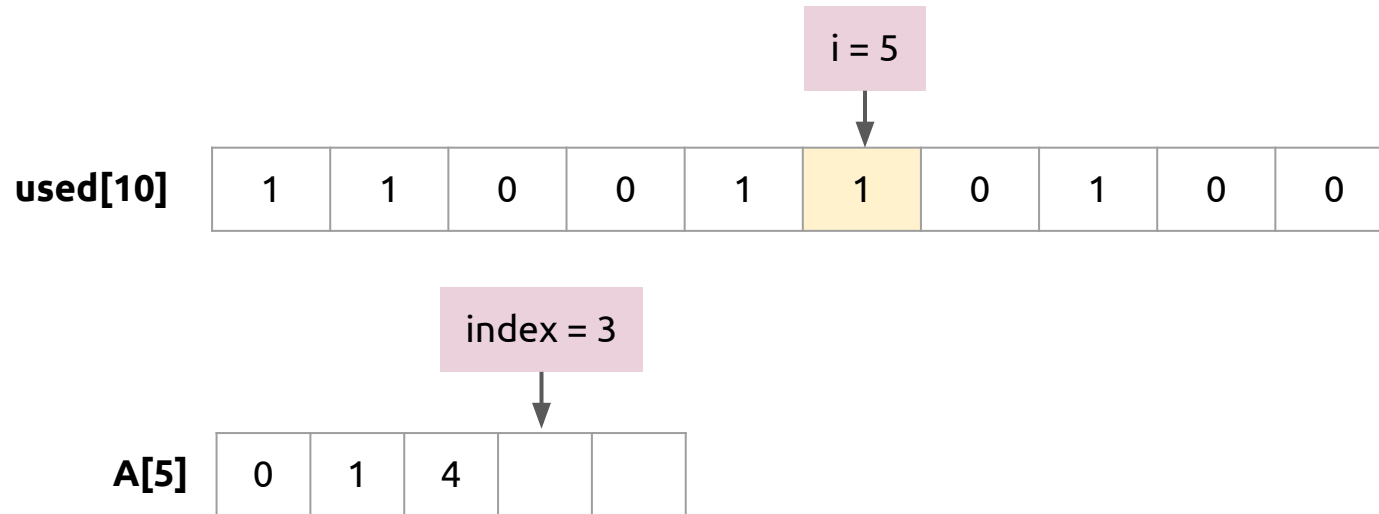 i = 5
used[10] 1 1 0 0 1 1 0 1 0 0
index = 3
A[5] 0 1 4